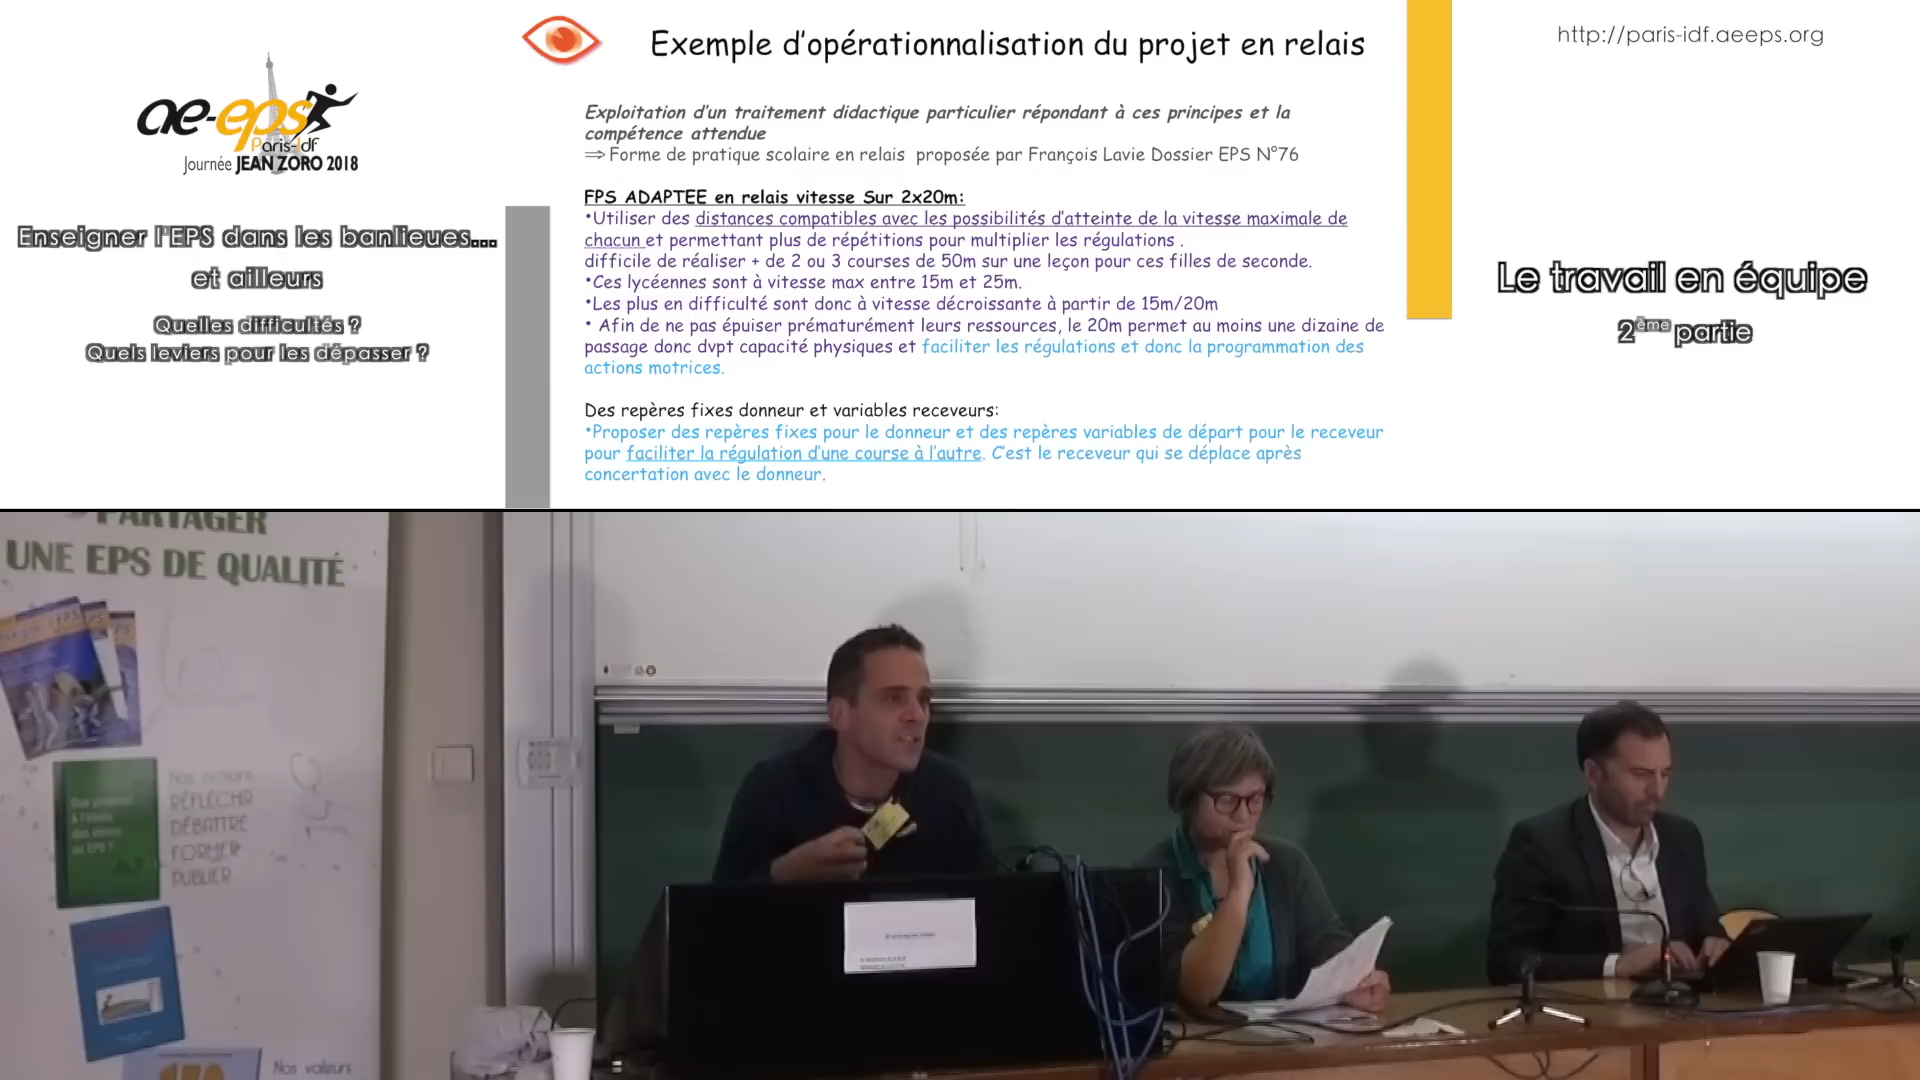 ae-eps
Paris-Idf
Journée JEAN ZORO 2018
Enseigner l'EPS dans les banlieues...
et ailleurs
Quelles difficultés ?
Quels leviers pour les dépasser ?
Exemple d'opérationnalisation du projet en relais
Exploitation d'un traitement didactique particulier répondant à ces principes et la
compétence attendue
⇒ Forme de pratique scolaire en relais proposée par François Lavie Dossier EPS N°76
FPS ADAPTEE en relais vitesse Sur 2x20m:
•Utiliser des distances compatibles avec les possibilités d'atteinte de la vitesse maximale de
chacun et permettant plus de répétitions pour multiplier les régulations .
difficile de réaliser + de 2 ou 3 courses de 50m sur une leçon pour ces filles de seconde.
•Ces lycéennes sont à vitesse max entre 15m et 25m.
•Les plus en difficulté sont donc à vitesse décroissante à partir de 15m/20m
• Afin de ne pas épuiser prématurément leurs ressources, le 20m permet au moins une dizaine de
passage donc dvpt capacité physiques et faciliter les régulations et donc la programmation des
actions motrices.
Des repères fixes donneur et variables receveurs:
•Proposer des repères fixes pour le donneur et des repères variables de départ pour le receveur
pour faciliter la régulation d'une course à l'autre. C'est le receveur qui se déplace après
concertation avec le donneur.
http://paris-idf.aeeps.org
Le travail en équipe
2ème partie
PARTAGER
UNE EPS DE QUALITÉ
Nos actions
RÉFLÉCHIR
DÉBATTRE
FORMER
PUBLIER
Nos valeurs